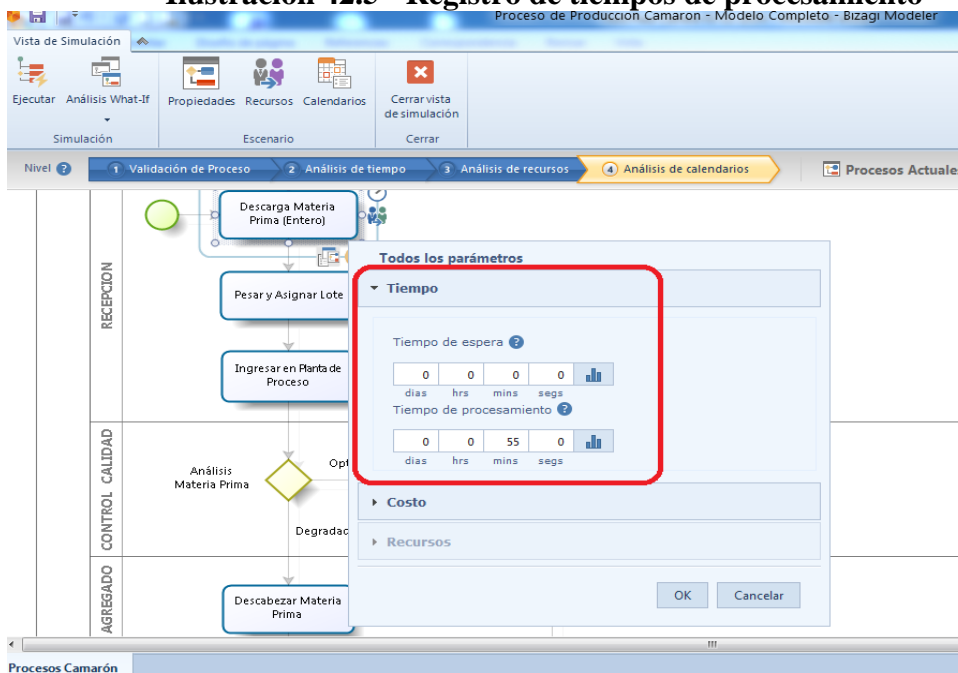 Ilustración 42.5 Registro de tiempos de procesamiento
Proceso de Producción Camaron - Modelo Completo - Bizagi Modeler
Vista de Simulación
Ejecutar Análisis What-If Propiedades Recursos Calendarios Cerrar vista
de simulación
Simulación Escenario Cerrar
Nivel ? 1 Validación de Proceso 2 Análisis de tiempo 3 Análisis de recursos 4 Análisis de calendarios Procesos Actuale
RECEPCION
Descarga Materia
Prima (Entero)
Pesar y Asignar Lote
Ingresar en Planta de
Proceso
CONTROL CALIDAD
Análisis
Materia Prima
Opt
Degradac
AGREGADO
Descabezar Materia
Prima
Todos los parámetros
Tiempo
Tiempo de espera ?
0 0 0 0
dias hrs mins segs
Tiempo de procesamiento ?
0 0 55 0
dias hrs mins segs
Costo
Recursos
OK Cancelar
Procesos Camarón